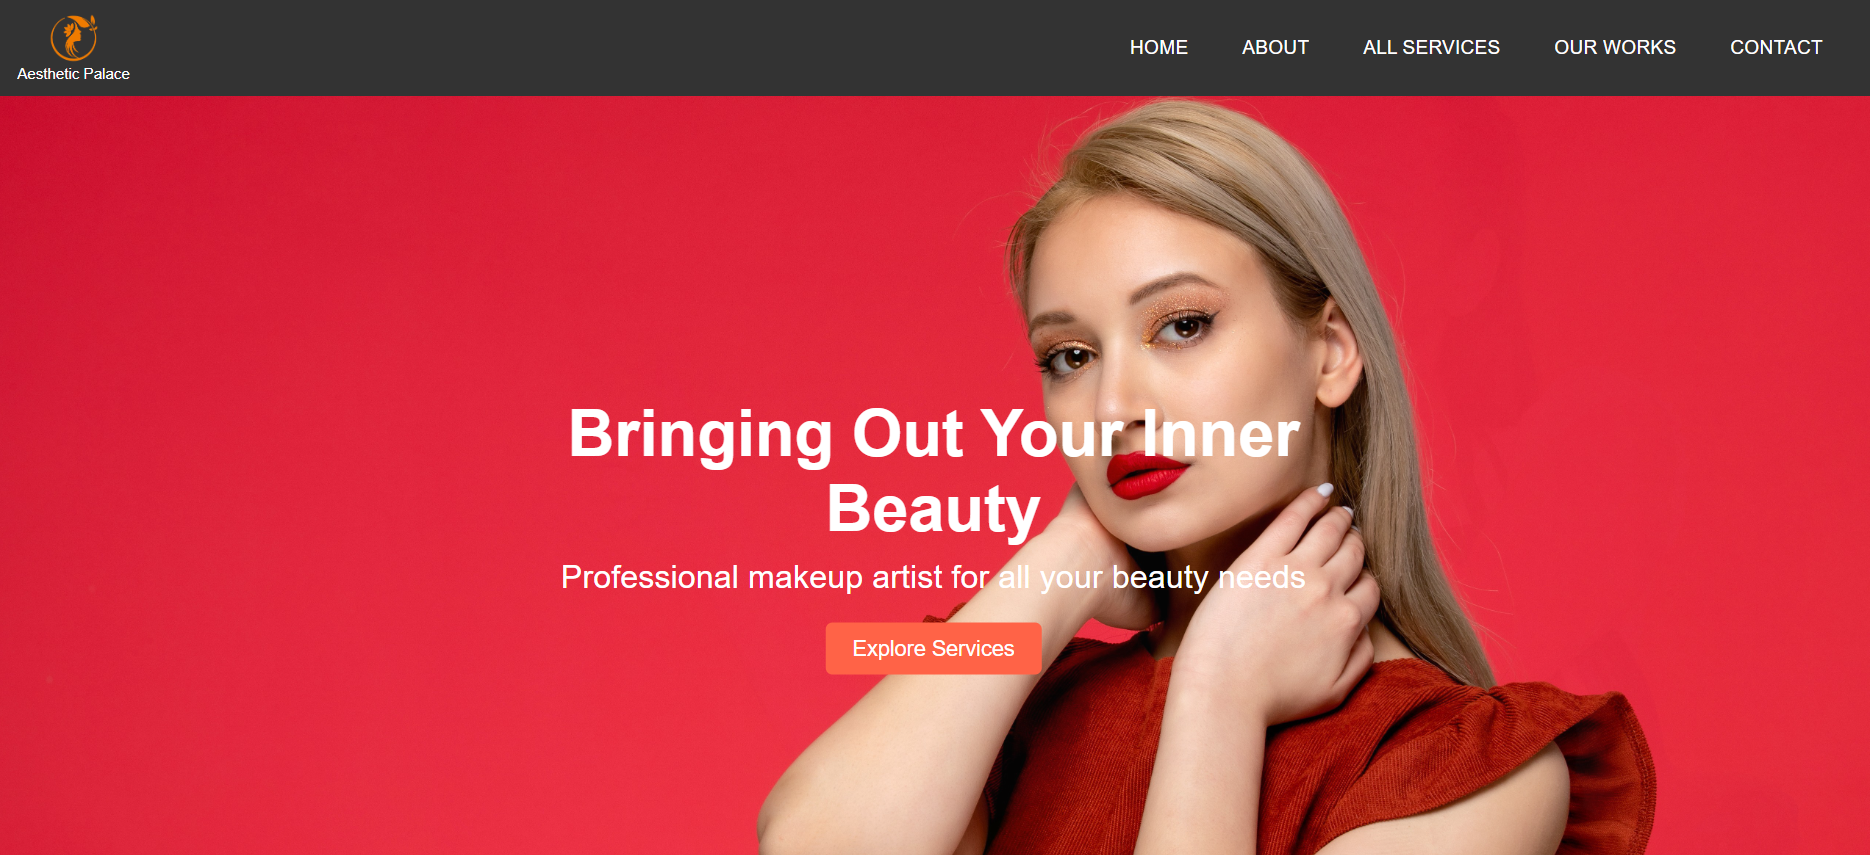 Aesthetic Palace
HOME ABOUT ALL SERVICES OUR WORKS CONTACT
Bringing Out Your Inner
Beauty
Professional makeup artist for all your beauty needs
Explore Services